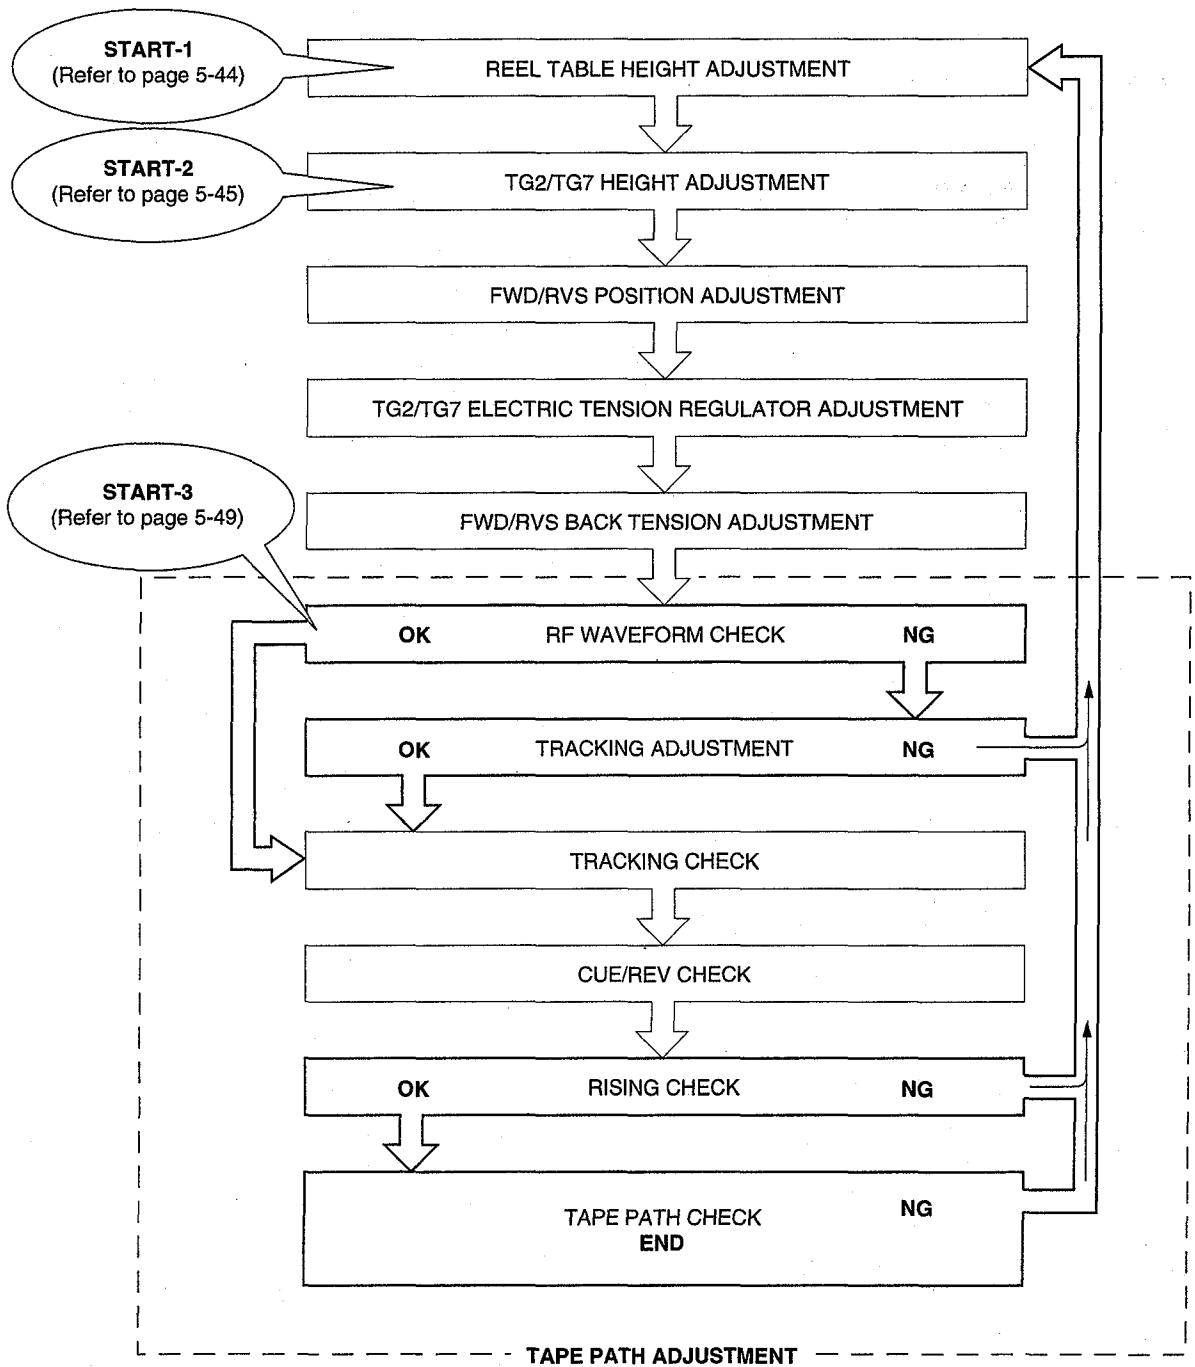 START-1
(Refer to page 5-44)
REEL TABLE HEIGHT ADJUSTMENT
START-2
(Refer to page 5-45)
TG2/TG7 HEIGHT ADJUSTMENT
FWD/RVS POSITION ADJUSTMENT
TG2/TG7 ELECTRIC TENSION REGULATOR ADJUSTMENT
START-3
(Refer to page 5-49)
FWD/RVS BACK TENSION ADJUSTMENT
OK RF WAVEFORM CHECK NG
OK TRACKING ADJUSTMENT NG
TRACKING CHECK
CUE/REV CHECK
OK RISING CHECK NG
NG
TAPE PATH CHECK
END
TAPE PATH ADJUSTMENT